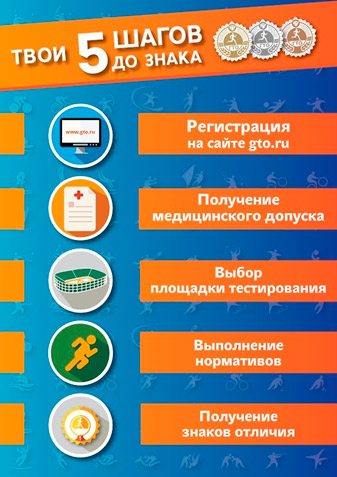 ТВОИ 5 ШАГОВ
ДО ЗНАКА
www.gto.ru
Регистрация
на сайте gto.ru
Получение
медицинского допуска
Выбор
площадки тестирования
Выполнение
нормативов
Получение
знаков отличия